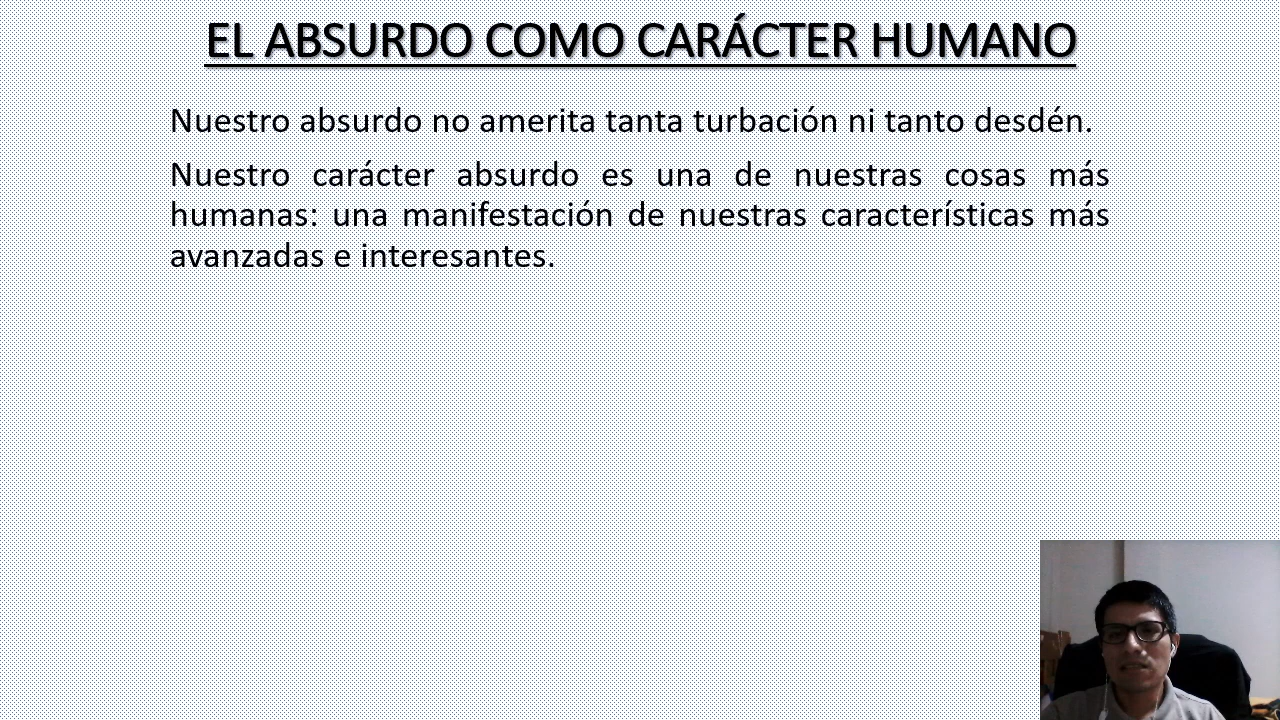 EL ABSURDO COMO CARÁCTER HUMANO
Nuestro absurdo no amerita tanta turbación ni tanto desdén.
Nuestro carácter absurdo es una de nuestras cosas más
humanas: una manifestación de nuestras características más
avanzadas e interesantes.